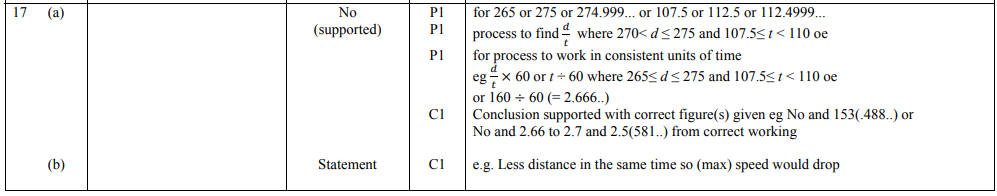 17 (a) No P1 for 265 or 275 or 274.999... or 107.5 or 112.5 or 112.4999...
(supported) P1 process to find d/t where 270< d ≤ 275 and 107.5≤ t < 110 oe
P1 for process to work in consistent units of time
eg d/t × 60 or t ÷ 60 where 265≤ d ≤ 275 and 107.5≤ t < 110 oe
or 160 ÷ 60 (= 2.666..)
C1 Conclusion supported with correct figure(s) given eg No and 153(.488..) or
No and 2.66 to 2.7 and 2.5(581..) from correct working
(b) Statement C1 e.g. Less distance in the same time so (max) speed would drop